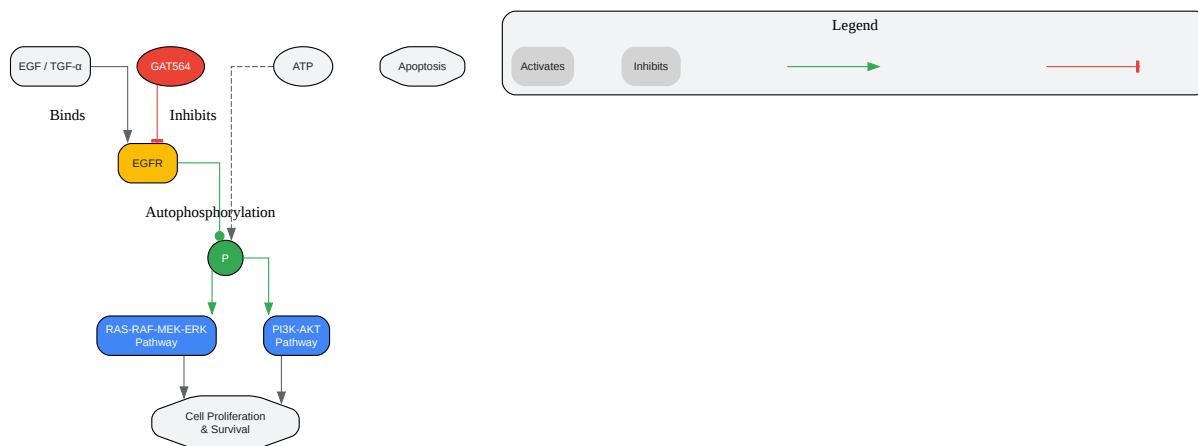 Legend
EGF / TGF-α
GAT564
ATP
Apoptosis
Activates
Inhibits
Binds
Inhibits
EGFR
Autophosphorylation
P
RAS-RAF-MEK-ERK
Pathway
PI3K-AKT
Pathway
Cell Proliferation
& Survival